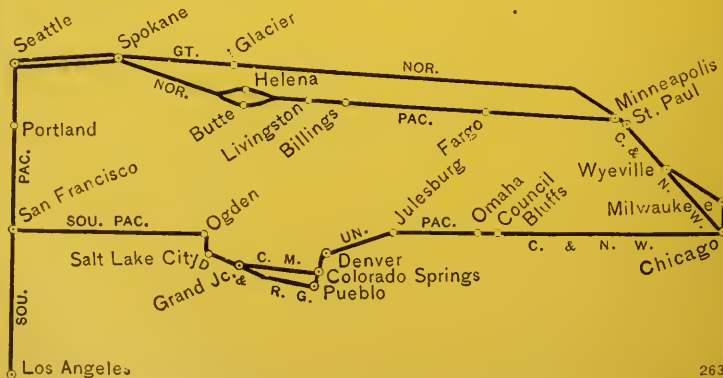 Seattle
Spokane
GT.
Glacier
NOR.
NOR.
Helena
Butte
Livingston
Billings
PAC.
Fargo
Minneapolis
St. Paul
C. &
N. W.
Wyeville
Milwaukee
Portland
PAC.
San Francisco
SOU. PAC.
Ogden
Salt Lake City
Grand Jc.
D. &
C. M.
R. G.
UN.
Denver
Colorado Springs
Pueblo
Julesburg
PAC.
Omaha
Council
Bluffs
C. & N. W.
Chicago
SOU.
Los Angeles
263